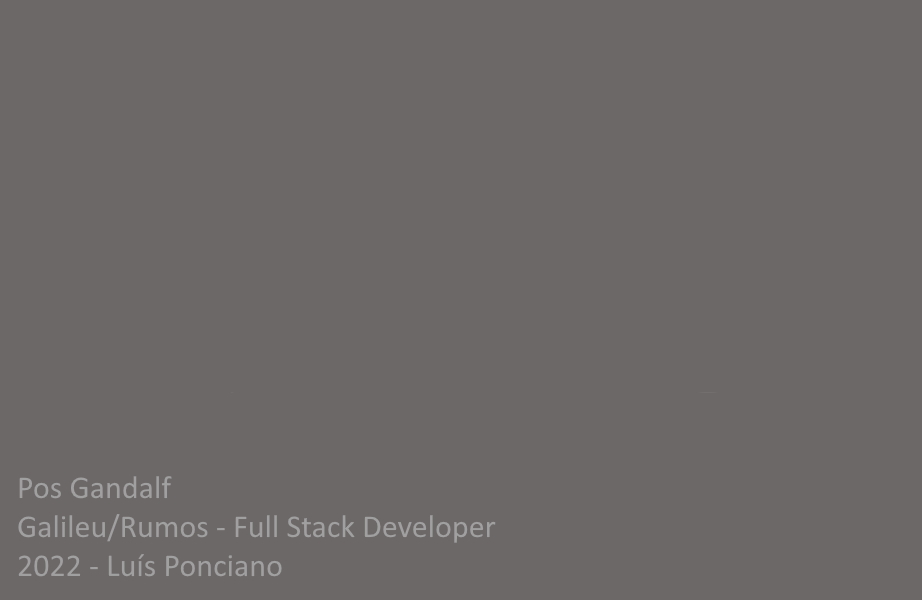 Pos Gandalf
Galileu/Rumos - Full Stack Developer
2022 - Luís Ponciano